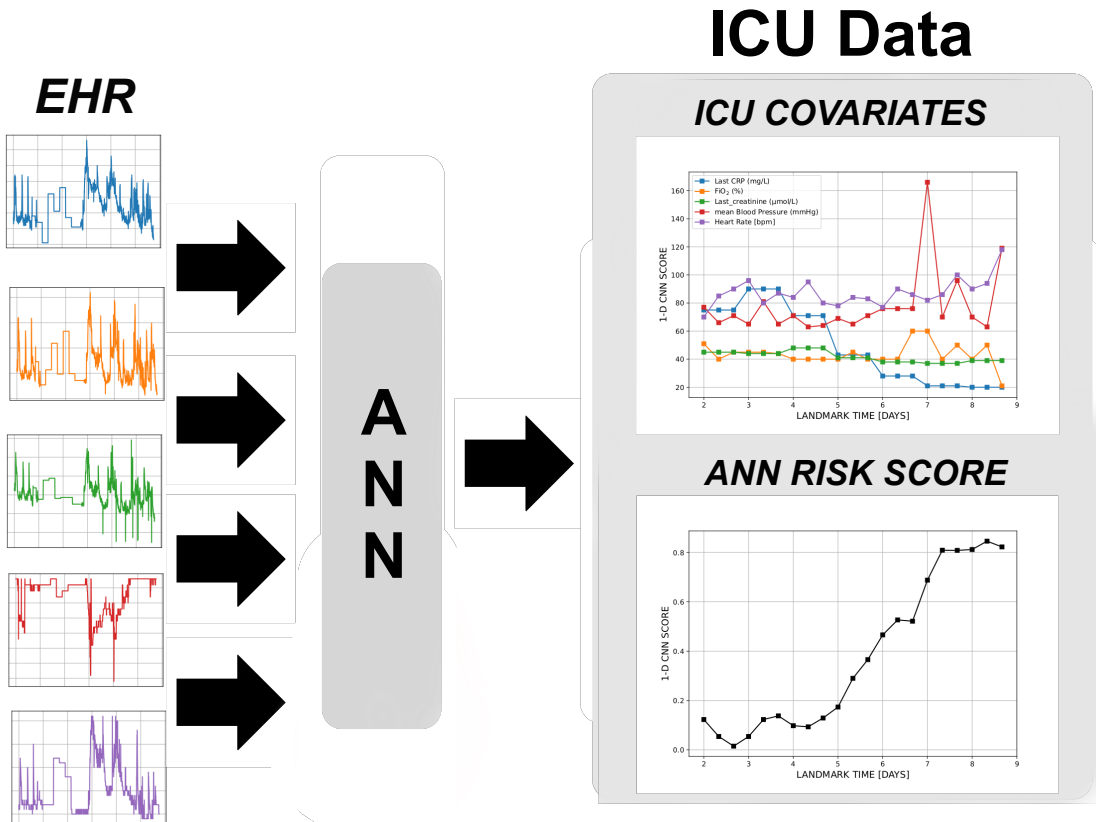 ICU Data
EHR
ICU COVARIATES
Last CRP (mg/L)
FiO₂ (%)
Last_creatinine (μmol/L)
mean Blood Pressure (mmHg)
Heart Rate [bpm]
160
140
120
100
80
60
40
20
1-D CNN SCORE
2 3 4 5 6 7 8 9
LANDMARK TIME [DAYS]
A
N
N
ANN RISK SCORE
0.8
0.6
0.4
0.2
0.0
1-D CNN SCORE
2 3 4 5 6 7 8 9
LANDMARK TIME [DAYS]